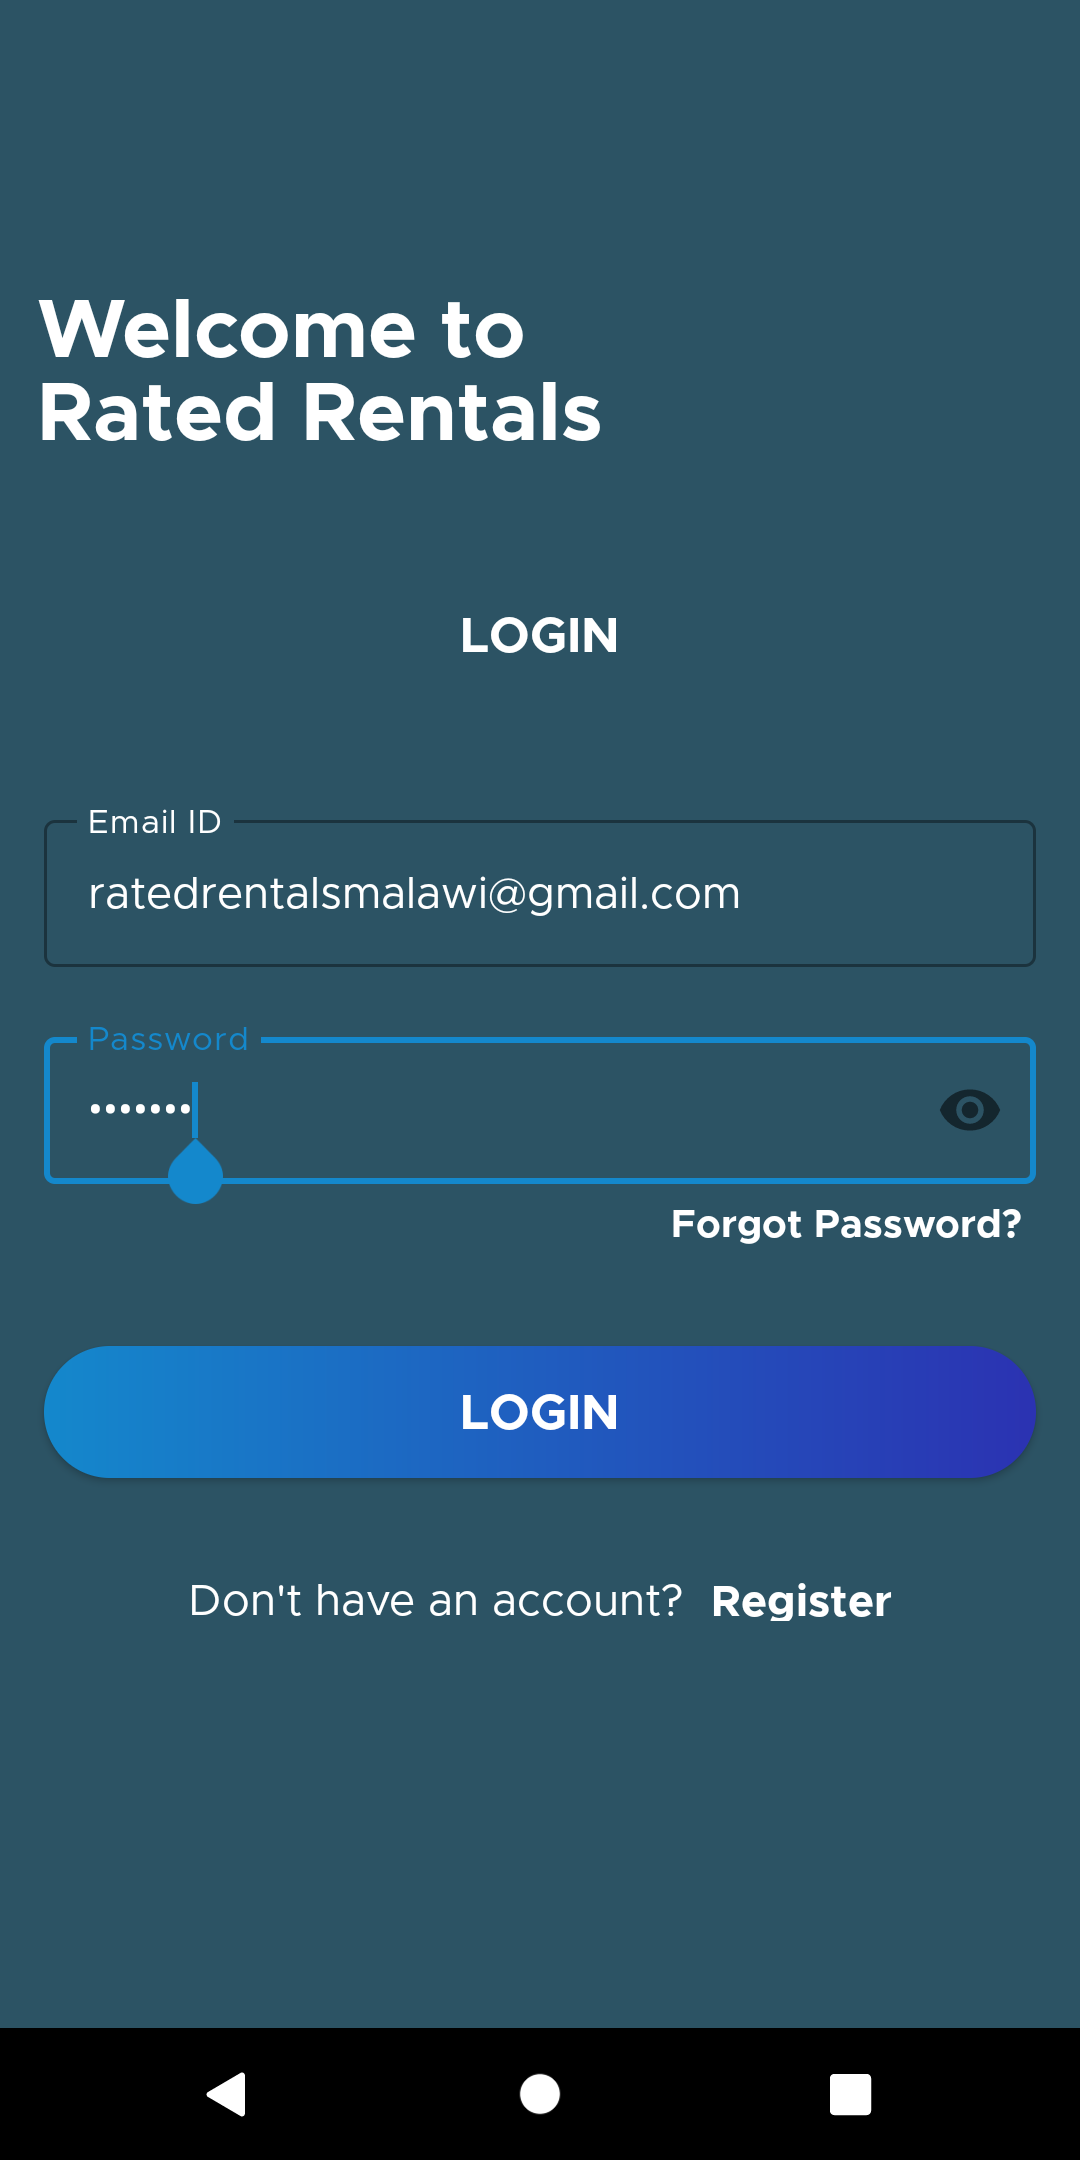 Welcome to
Rated Rentals
LOGIN
Email ID
ratedrentalsmalawi@gmail.com
Password
•••••••
Forgot Password?
LOGIN
Don't have an account? Register